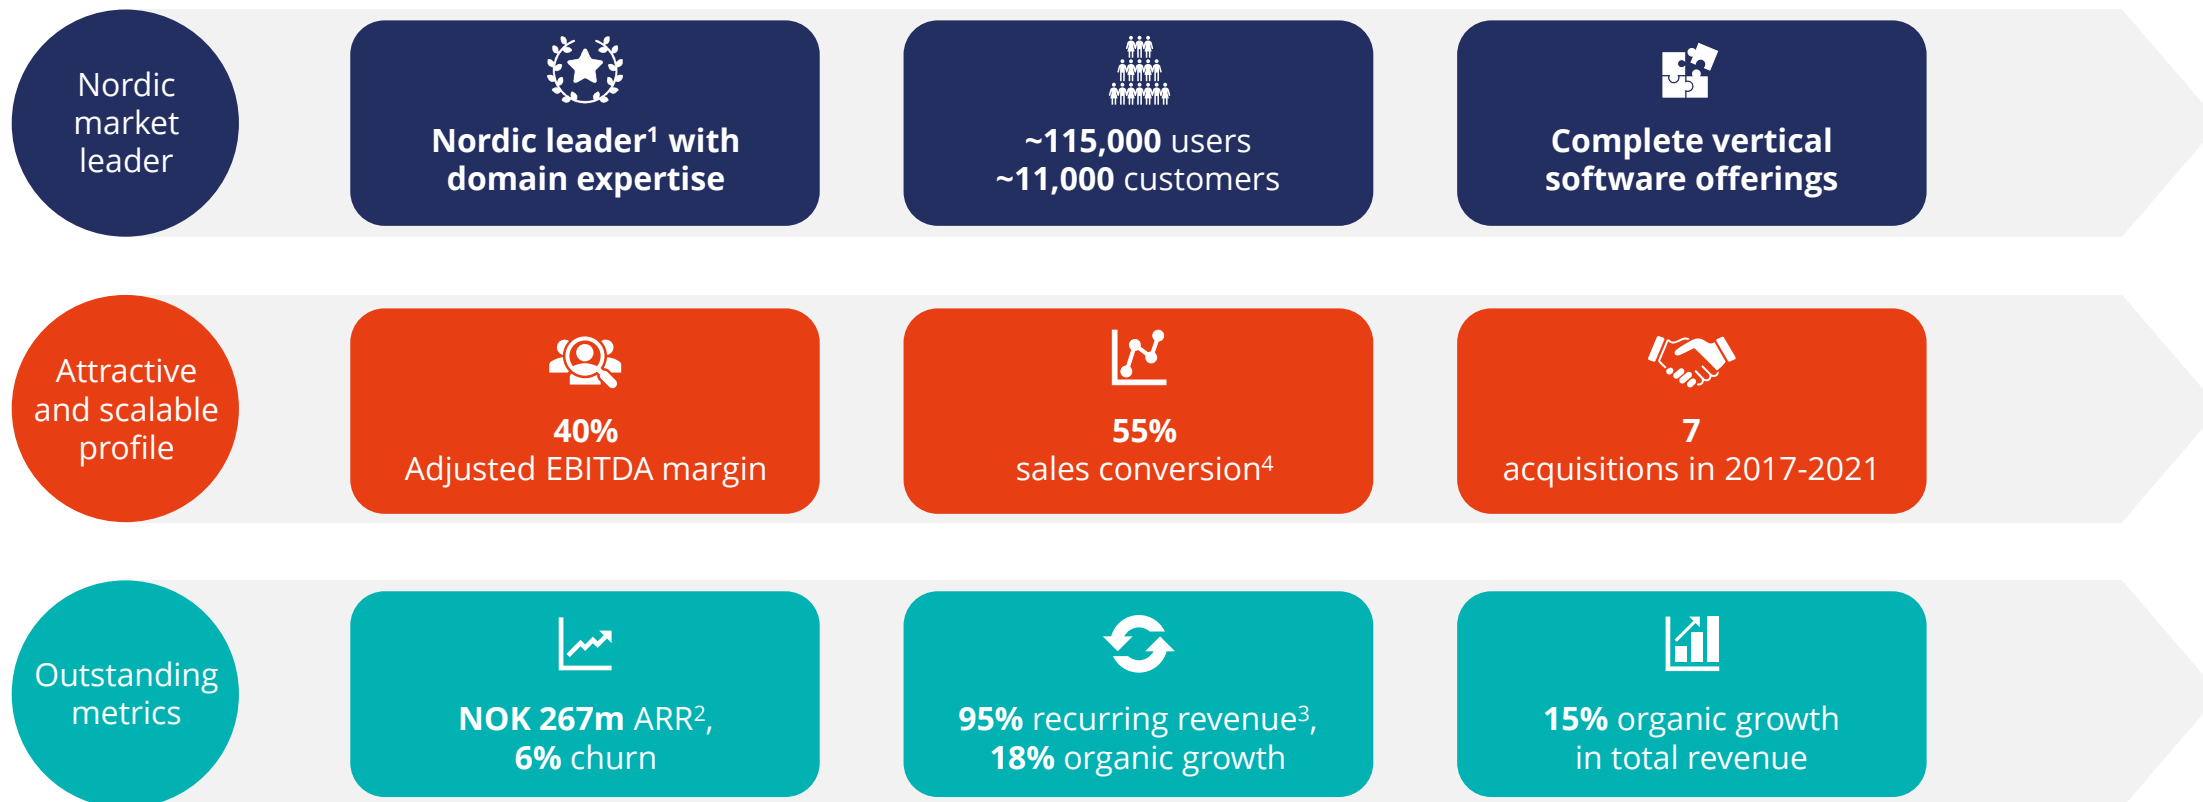 Nordic
market
leader
Nordic leader¹ with
domain expertise
~115,000 users
~11,000 customers
Complete vertical
software offerings
Attractive
and scalable
profile
40%
Adjusted EBITDA margin
55%
sales conversion⁴
7
acquisitions in 2017-2021
Outstanding
metrics
NOK 267m ARR²,
6% churn
95% recurring revenue³,
18% organic growth
15% organic growth
in total revenue